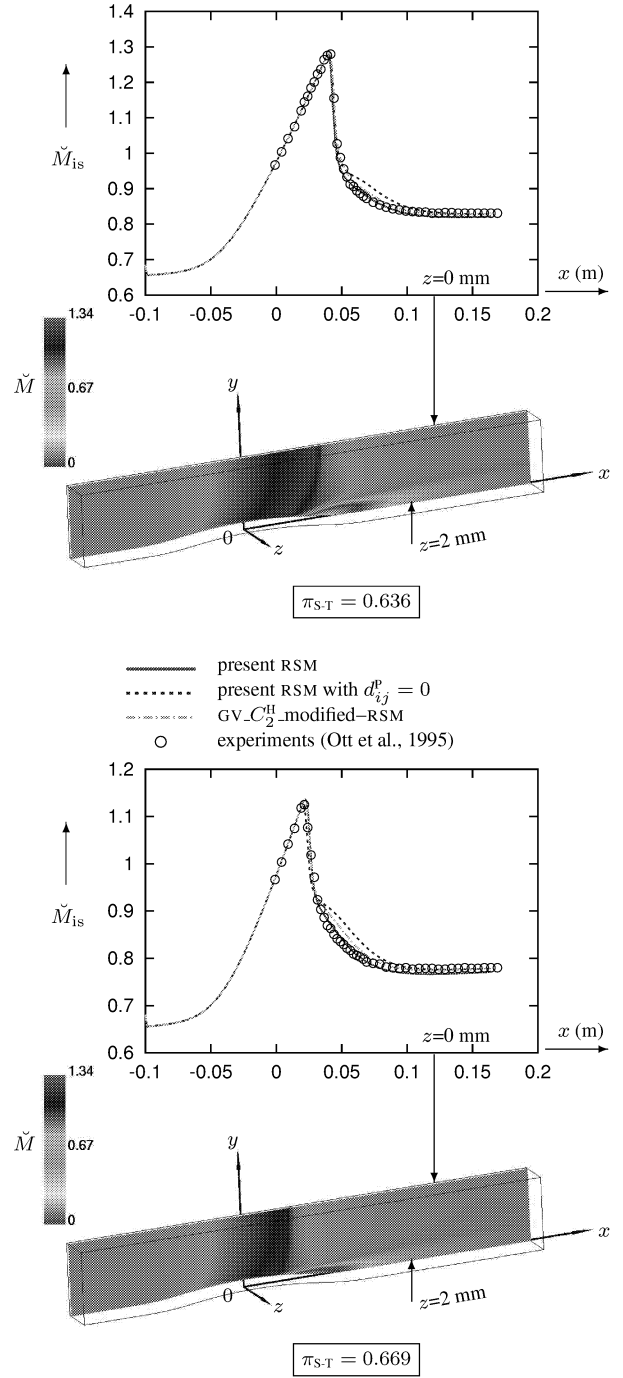 1.4
1.3
1.2
1.1
1
0.9
0.8
0.7
0.6
M̆is
z=0 mm
x (m)
-0.1 -0.05 0 0.05 0.1 0.15 0.2
1.34
0.67
0
M̆
y
x
0
z
z=2 mm
πS-T = 0.636
present RSM
present RSM with d^P_ij = 0
GV_C^H_2_modified–RSM
experiments (Ott et al., 1995)
1.2
1.1
1
0.9
0.8
0.7
0.6
M̆is
z=0 mm
x (m)
-0.1 -0.05 0 0.05 0.1 0.15 0.2
1.34
0.67
0
M̆
y
x
0
z
z=2 mm
πS-T = 0.669